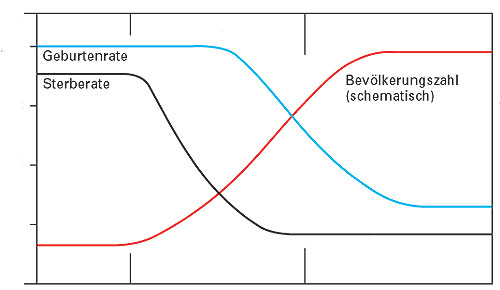 Geburtenrate
Sterberate
Bevölkerungszahl
(schematisch)